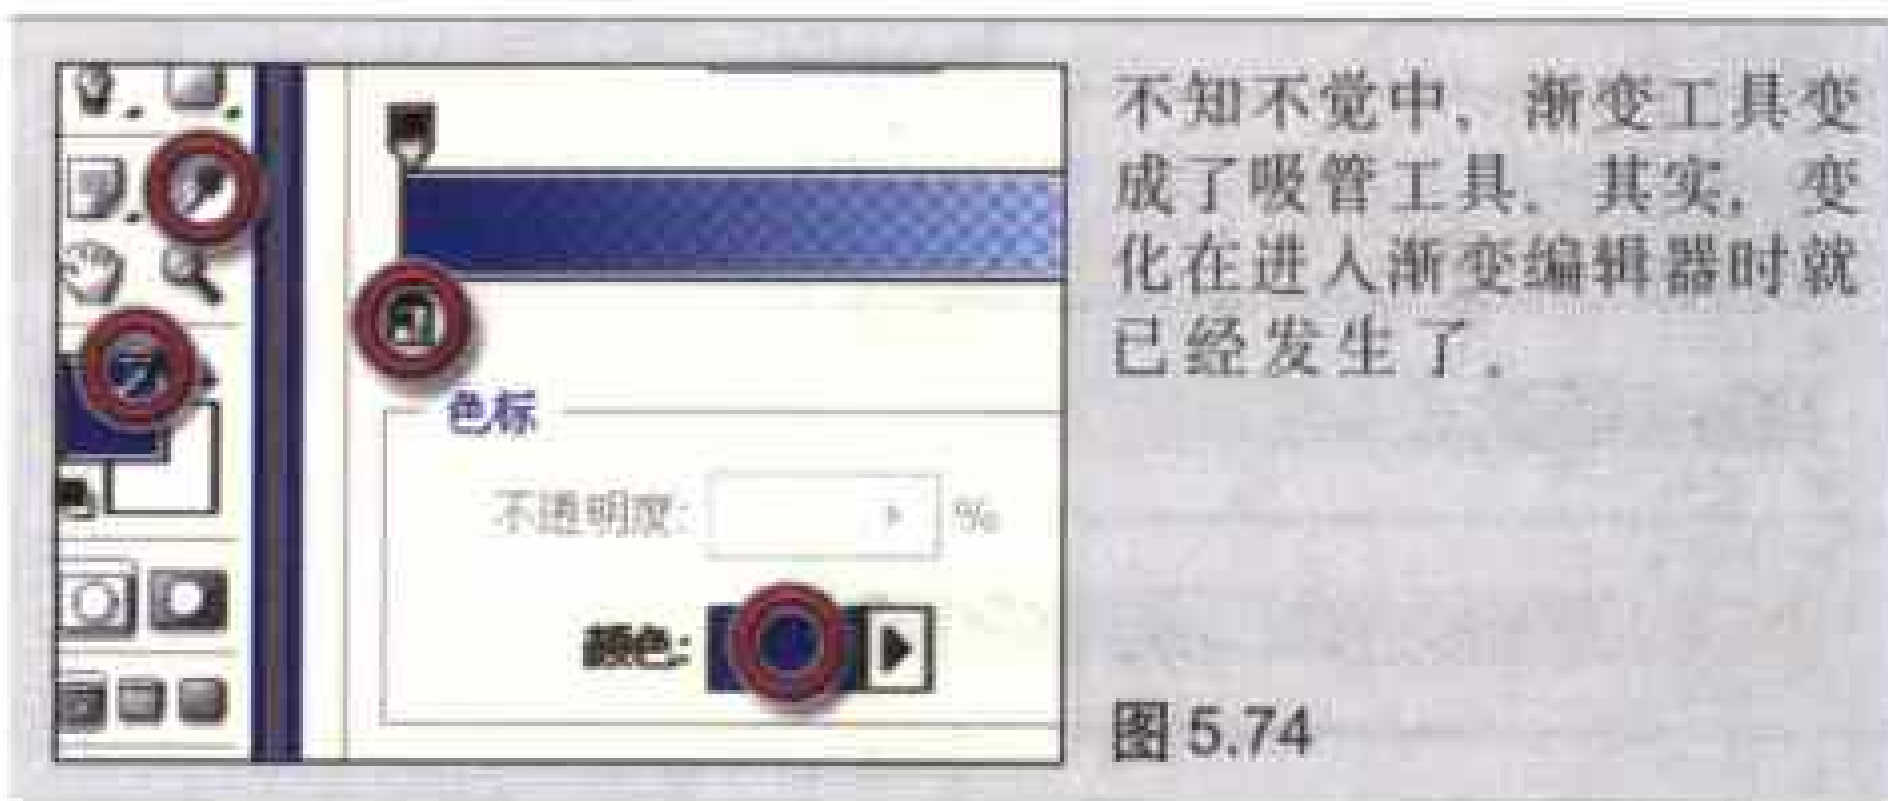 色标
不透明度: %
颜色:
不知不觉中，渐变工具变
成了吸管工具。其实，变
化在进入渐变编辑器时就
已经发生了。
图 5.74